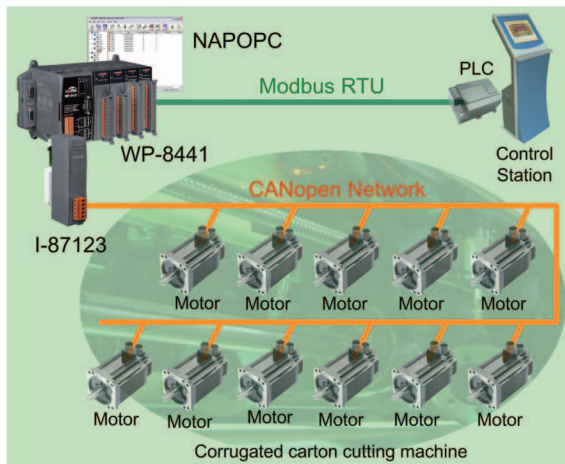 NAPOPC
Modbus RTU
PLC
WP-8441
Control
Station
I-87123
CANopen Network
Motor
Motor
Motor
Motor
Motor
Motor
Motor
Motor
Motor
Motor
Motor
Corrugated carton cutting machine